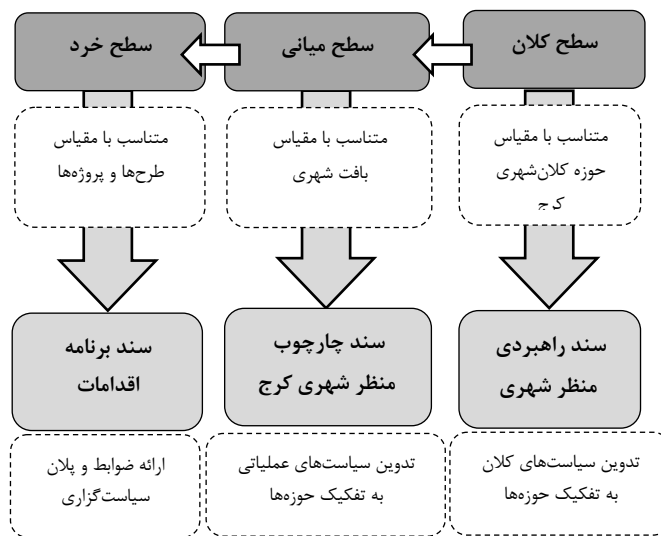 سطح کلان
سطح میانی
سطح خرد
متناسب با مقیاس
حوزه کلان‌شهری
کرج
متناسب با مقیاس
بافت شهری
متناسب با مقیاس
طرح‌ها و پروژه‌ها
سند راهبردی
منظر شهری
سند چارچوب
منظر شهری کرج
سند برنامه
اقدامات
تدوین سیاست‌های کلان
به تفکیک حوزه‌ها
تدوین سیاست‌های عملیاتی
به تفکیک حوزه‌ها
ارائه ضوابط و پلان
سیاست‌گزاری